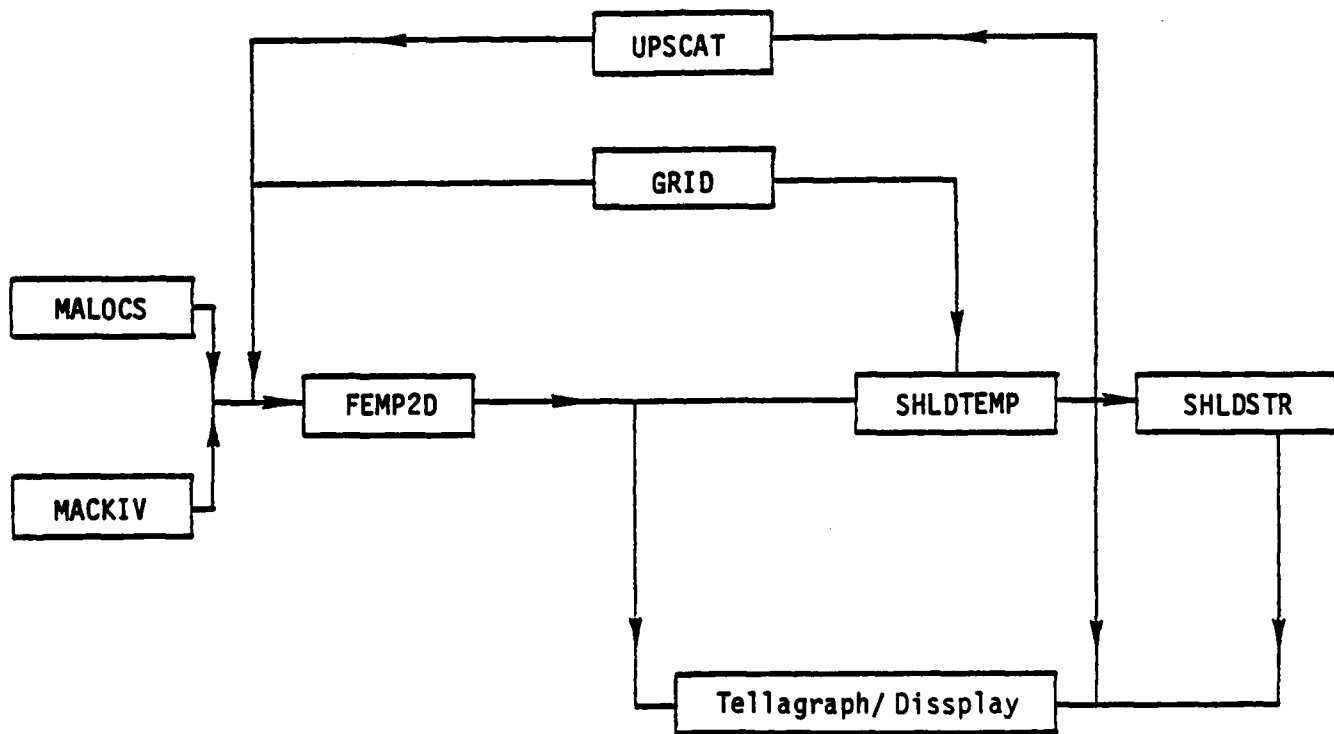 UPSCAT
GRID
MALOCS
FEMP2D
SHLDTEMP
SHLDSTR
MACKIV
Tellagraph/ Dissplay